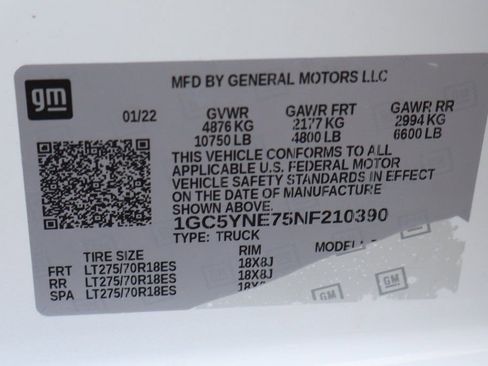 gm
MFD BY GENERAL MOTORS LLC
01/22 GVWR GAWR FRT GAWR RR
4876 KG 2177 KG 2994 KG
10750 LB 4800 LB 6600 LB
THIS VEHICLE CONFORMS TO ALL
APPLICABLE U.S. FEDERAL MOTOR
VEHICLE SAFETY STANDARDS IN EFFECT
ON THE DATE OF MANUFACTURE
SHOWN ABOVE.
1GC5YNE75NF210390
TYPE: TRUCK
TIRE SIZE RIM
FRT LT275/70R18ES 18X8J
RR LT275/70R18ES 18X8J
SPA LT275/70R18ES
GM
GM
GM